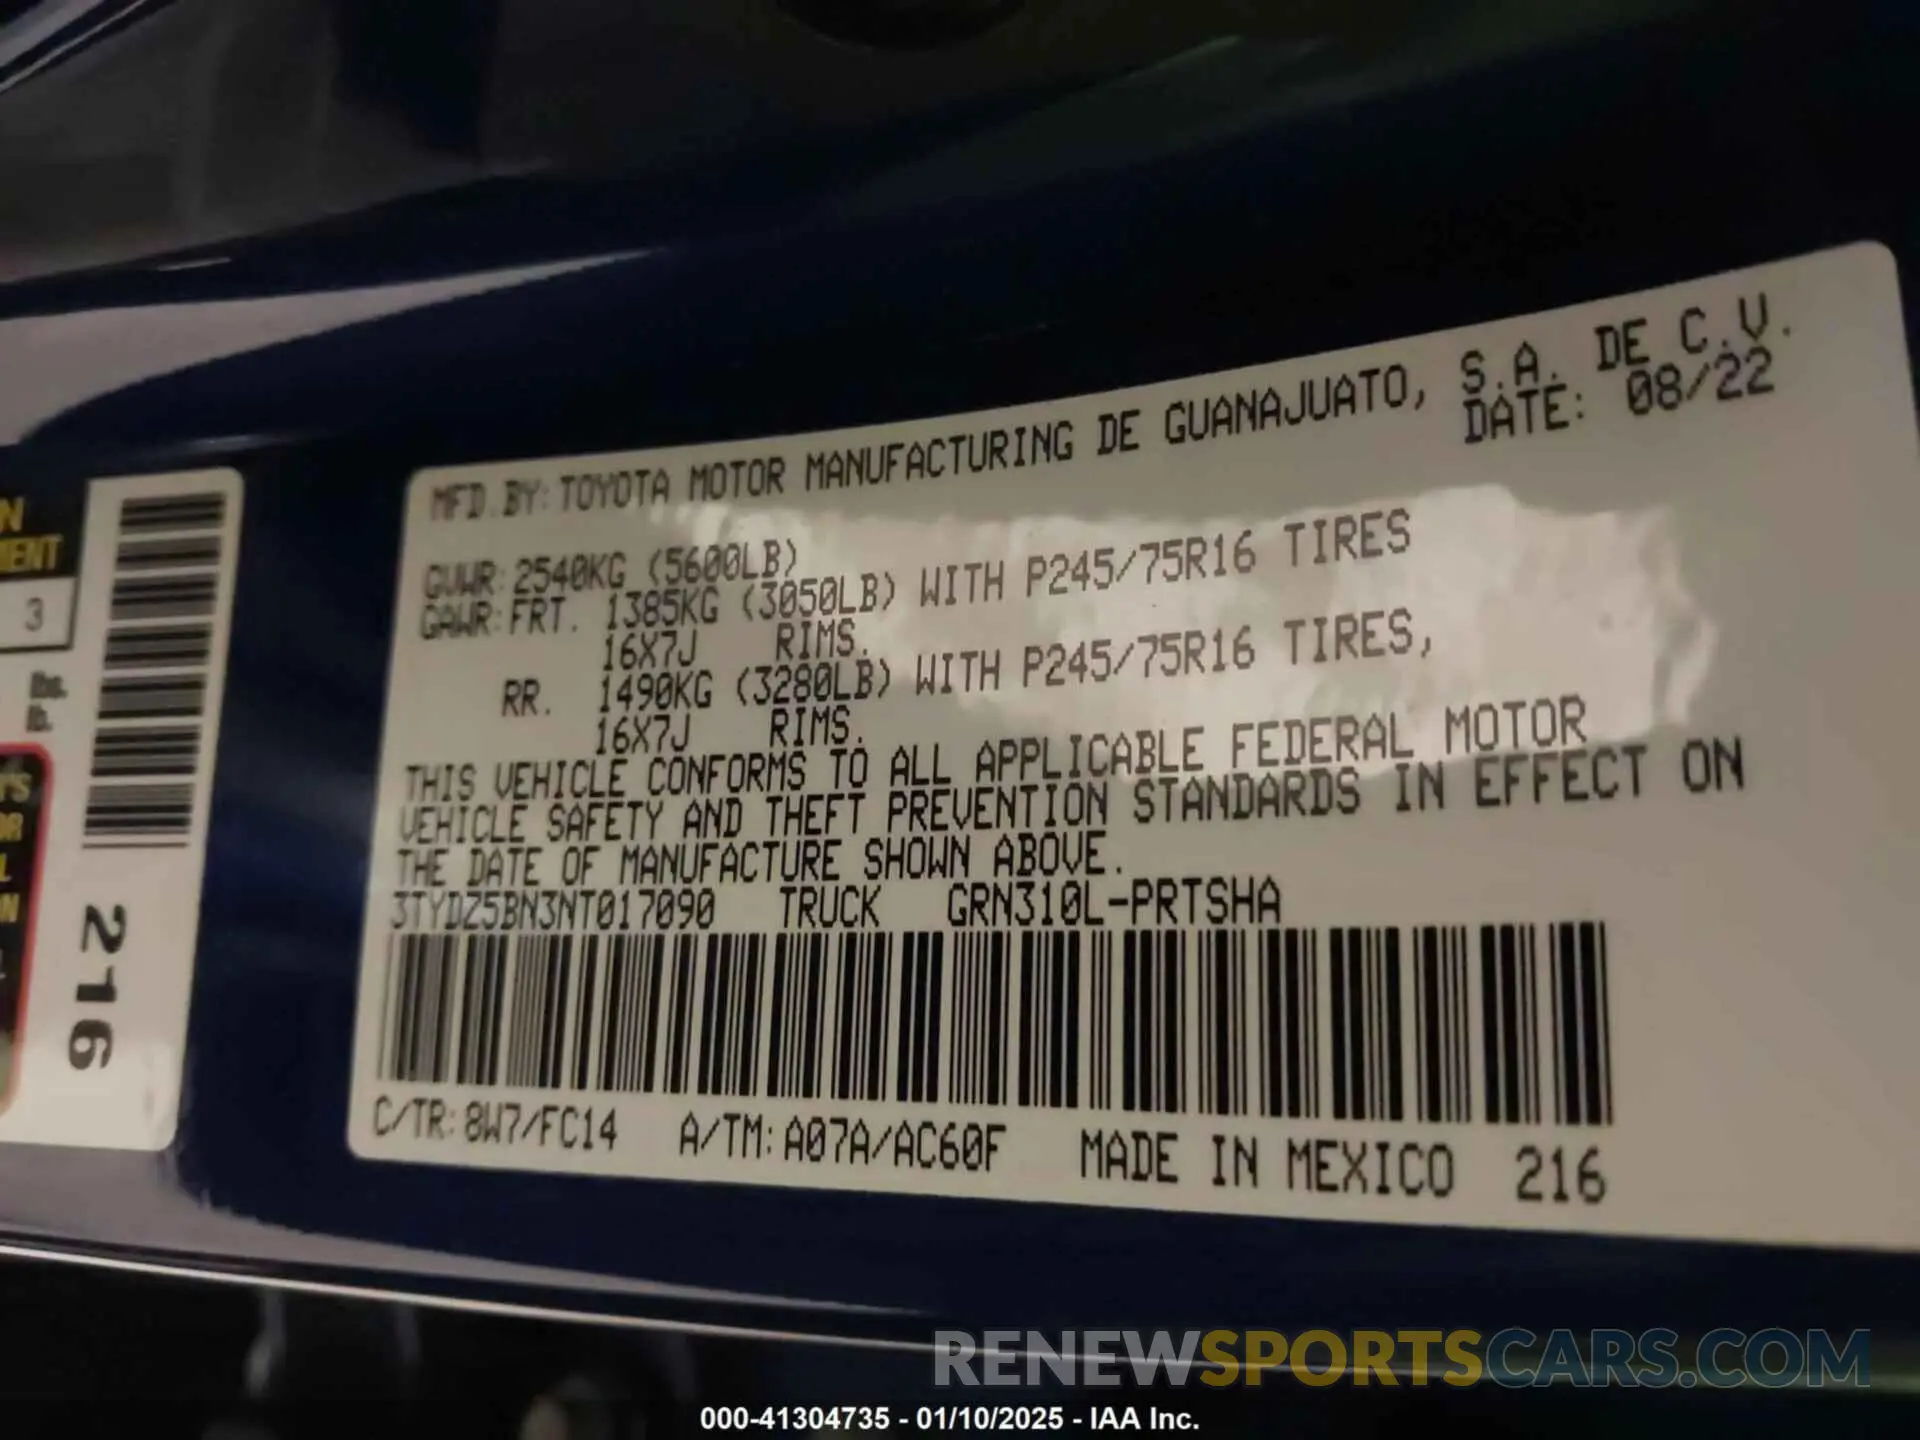 MFD.BY:TOYOTA MOTOR MANUFACTURING DE GUANAJUATO, S.A. DE C.V.
DATE: 08/22
GVWR:2540KG (5600LB)
GAWR:FRT. 1385KG (3050LB) WITH P245/75R16 TIRES
16X7J RIMS.
RR. 1490KG (3280LB) WITH P245/75R16 TIRES,
16X7J RIMS.
THIS VEHICLE CONFORMS TO ALL APPLICABLE FEDERAL MOTOR
VEHICLE SAFETY AND THEFT PREVENTION STANDARDS IN EFFECT ON
THE DATE OF MANUFACTURE SHOWN ABOVE.
3TYDZ5BN3NT017090 TRUCK GRN310L-PRTSHA
C/TR:8W7/FC14 A/TM:A07A/AC60F MADE IN MEXICO 216
3
lbs.
lb.
216
RENEWSPORTSCARS.COM
000-41304735 - 01/10/2025 - IAA Inc.